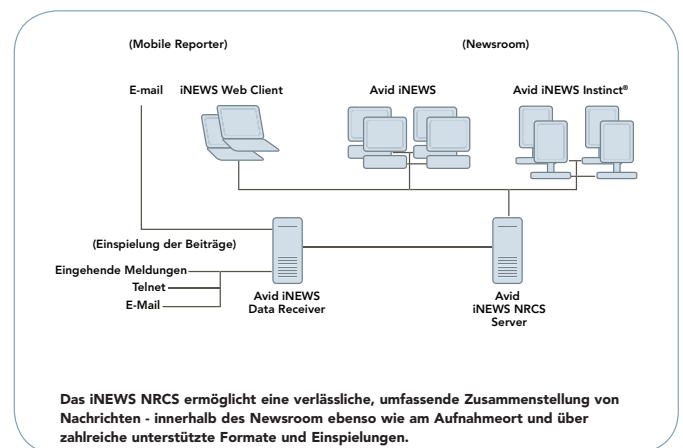 (Mobile Reporter)
(Newsroom)
E-mail
iNEWS Web Client
Avid iNEWS
Avid iNEWS Instinct®
(Einspielung der Beiträge)
Eingehende Meldungen
Telnet
E-Mail
Avid iNEWS
Data Receiver
Avid
iNEWS NRCS
Server
Das iNEWS NRCS ermöglicht eine verlässliche, umfassende Zusammenstellung von
Nachrichten - innerhalb des Newsroom ebenso wie am Aufnahmeort und über
zahlreiche unterstützte Formate und Einspielungen.